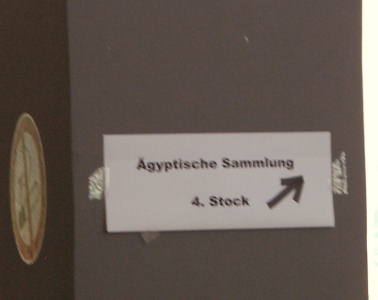 Ägyptische Sammlung
4. Stock